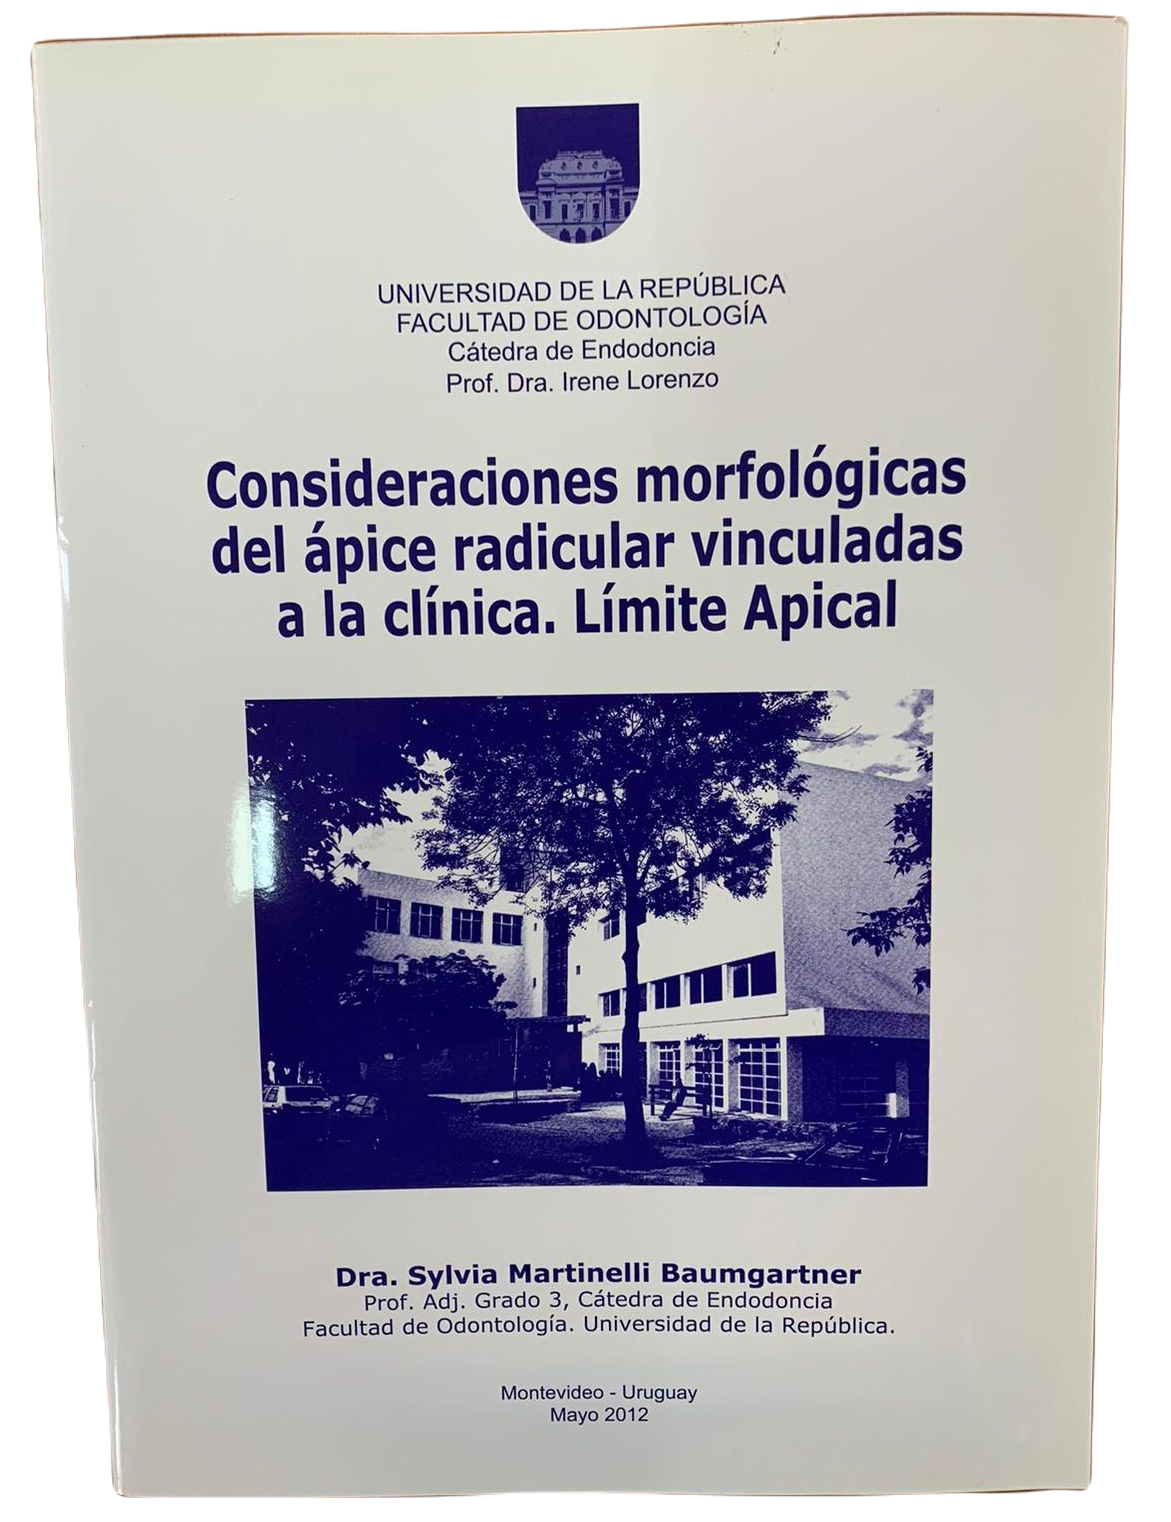 UNIVERSIDAD DE LA REPÚBLICA
FACULTAD DE ODONTOLOGÍA
Cátedra de Endodoncia
Prof. Dra. Irene Lorenzo
Consideraciones morfológicas
del ápice radicular vinculadas
a la clínica. Límite Apical
Dra. Sylvia Martinelli Baumgartner
Prof. Adj. Grado 3, Cátedra de Endodoncia
Facultad de Odontología. Universidad de la República.
Montevideo - Uruguay
Mayo 2012